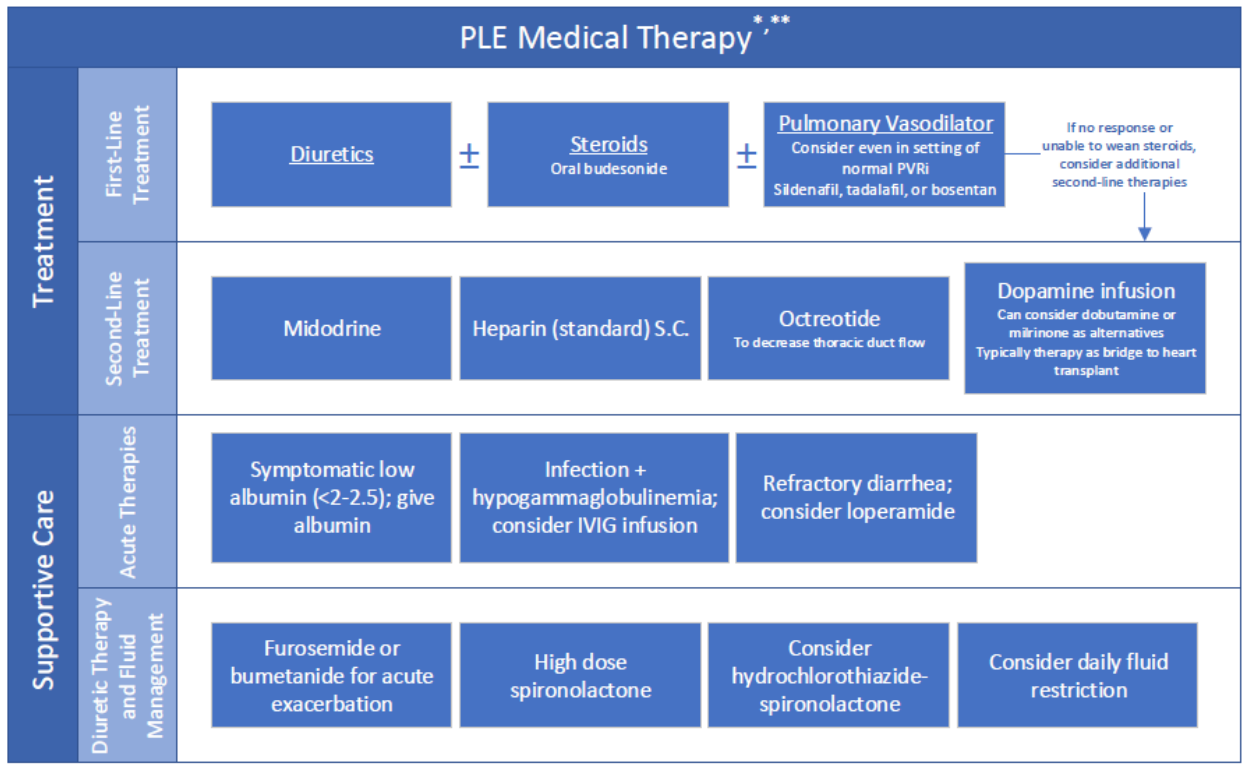 PLE Medical Therapy*,**
Treatment
First-Line
Treatment
Diuretics
±
Steroids
Oral budesonide
±
Pulmonary Vasodilator
Consider even in setting of
normal PVRi
Sildenafil, tadalafil, or bosentan
If no response or
unable to wean steroids,
consider additional
second-line therapies
Second-Line
Treatment
Midodrine
Heparin (standard) S.C.
Octreotide
To decrease thoracic duct flow
Dopamine infusion
Can consider dobutamine or
milrinone as alternatives
Typically therapy as bridge to heart
transplant
Supportive Care
Acute Therapies
Symptomatic low
albumin (<2-2.5); give
albumin
Infection +
hypogammaglobulinemia;
consider IVIG infusion
Refractory diarrhea;
consider loperamide
Diuretic Therapy
and Fluid
Management
Furosemide or
bumetanide for acute
exacerbation
High dose
spironolactone
Consider
hydrochlorothiazide-
spironolactone
Consider daily fluid
restriction